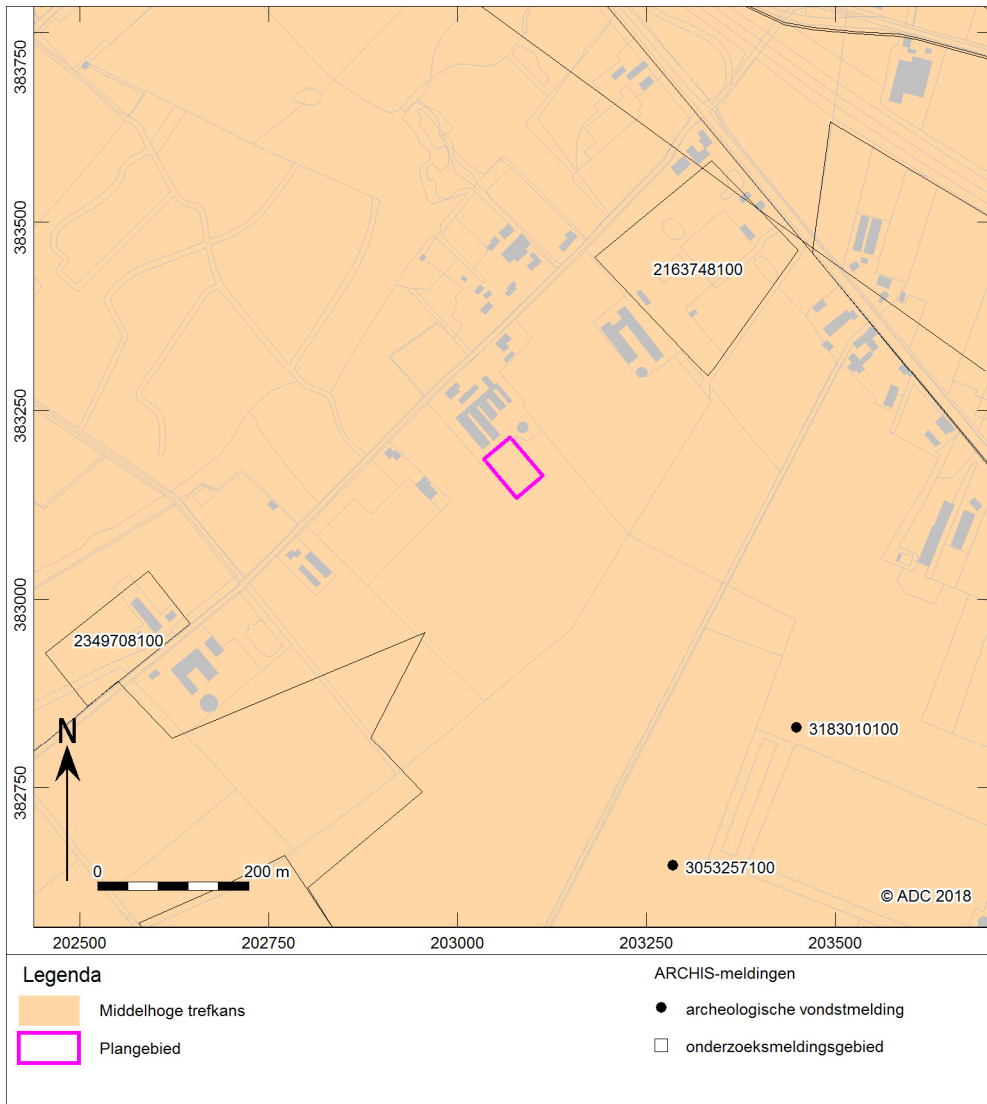 383750
383500
383250
383000
382750
2163748100
2349708100
3183010100
3053257100
N
0 200 m
© ADC 2018
202500 202750 203000 203250 203500
Legenda
Middelhoge trefkans
Plangebied
ARCHIS-meldingen
archeologische vondstmelding
onderzoeksmeldingsgebied